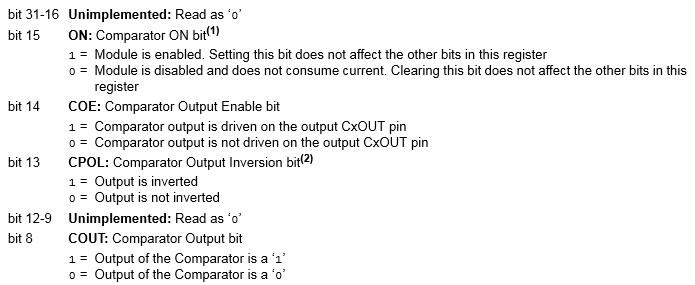 bit 31-16 Unimplemented: Read as ‘0’
bit 15 ON: Comparator ON bit(1)
1 = Module is enabled. Setting this bit does not affect the other bits in this register
0 = Module is disabled and does not consume current. Clearing this bit does not affect the other bits in this
register
bit 14 COE: Comparator Output Enable bit
1 = Comparator output is driven on the output CxOUT pin
0 = Comparator output is not driven on the output CxOUT pin
bit 13 CPOL: Comparator Output Inversion bit(2)
1 = Output is inverted
0 = Output is not inverted
bit 12-9 Unimplemented: Read as ‘0’
bit 8 COUT: Comparator Output bit
1 = Output of the Comparator is a ‘1’
0 = Output of the Comparator is a ‘0’